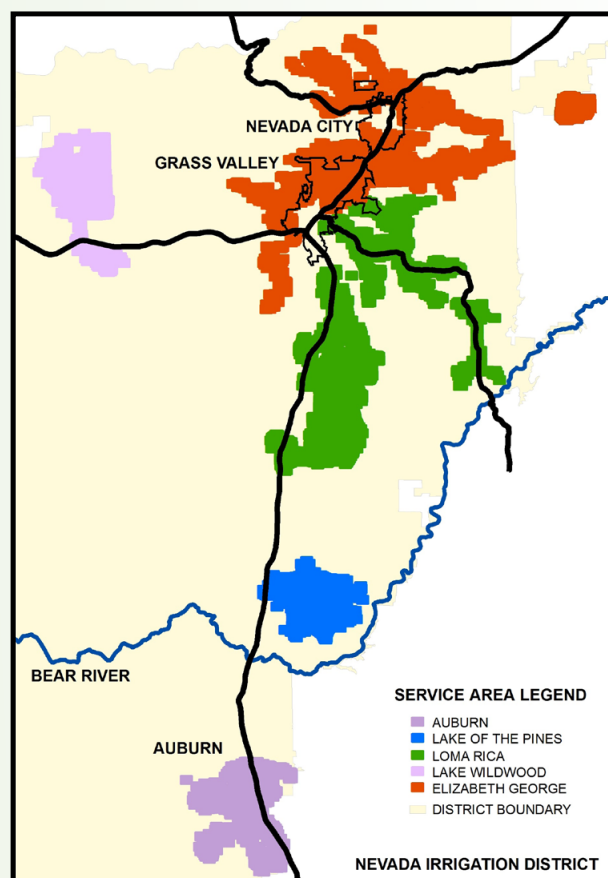 NEVADA CITY
GRASS VALLEY
BEAR RIVER
AUBURN
SERVICE AREA LEGEND
AUBURN
LAKE OF THE PINES
LOMA RICA
LAKE WILDWOOD
ELIZABETH GEORGE
DISTRICT BOUNDARY
NEVADA IRRIGATION DISTRICT